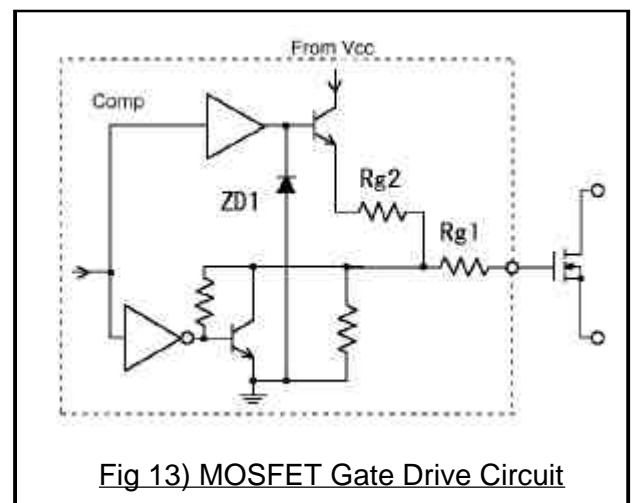 From Vcc
Comp
Rg2
ZD1
Rg1
Fig 13) MOSFET Gate Drive Circuit